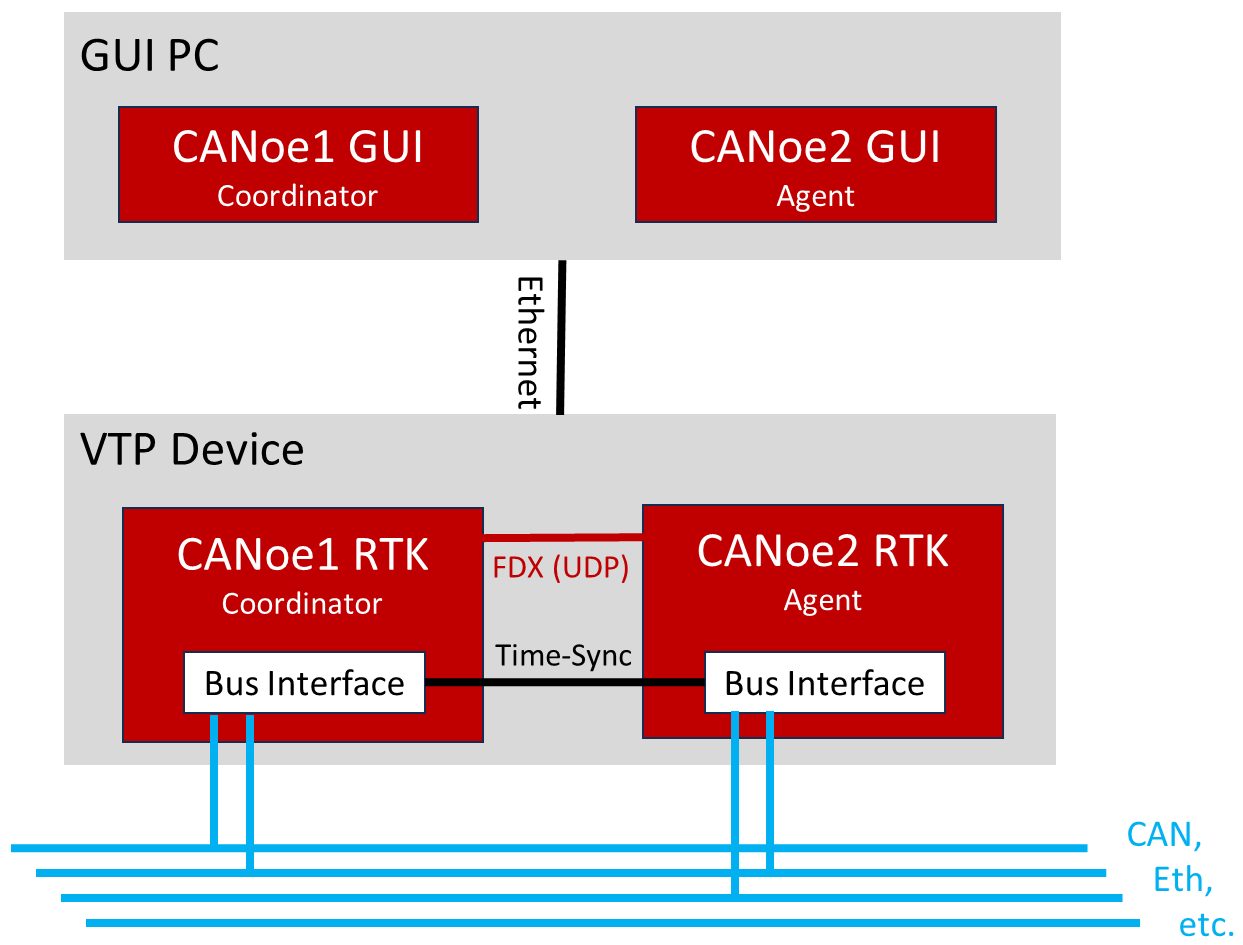 GUI PC
CANoe1 GUI
Coordinator
CANoe2 GUI
Agent
Ethernet
VTP Device
CANoe1 RTK
Coordinator
FDX (UDP)
CANoe2 RTK
Agent
Time-Sync
Bus Interface
Bus Interface
CAN,
Eth,
etc.